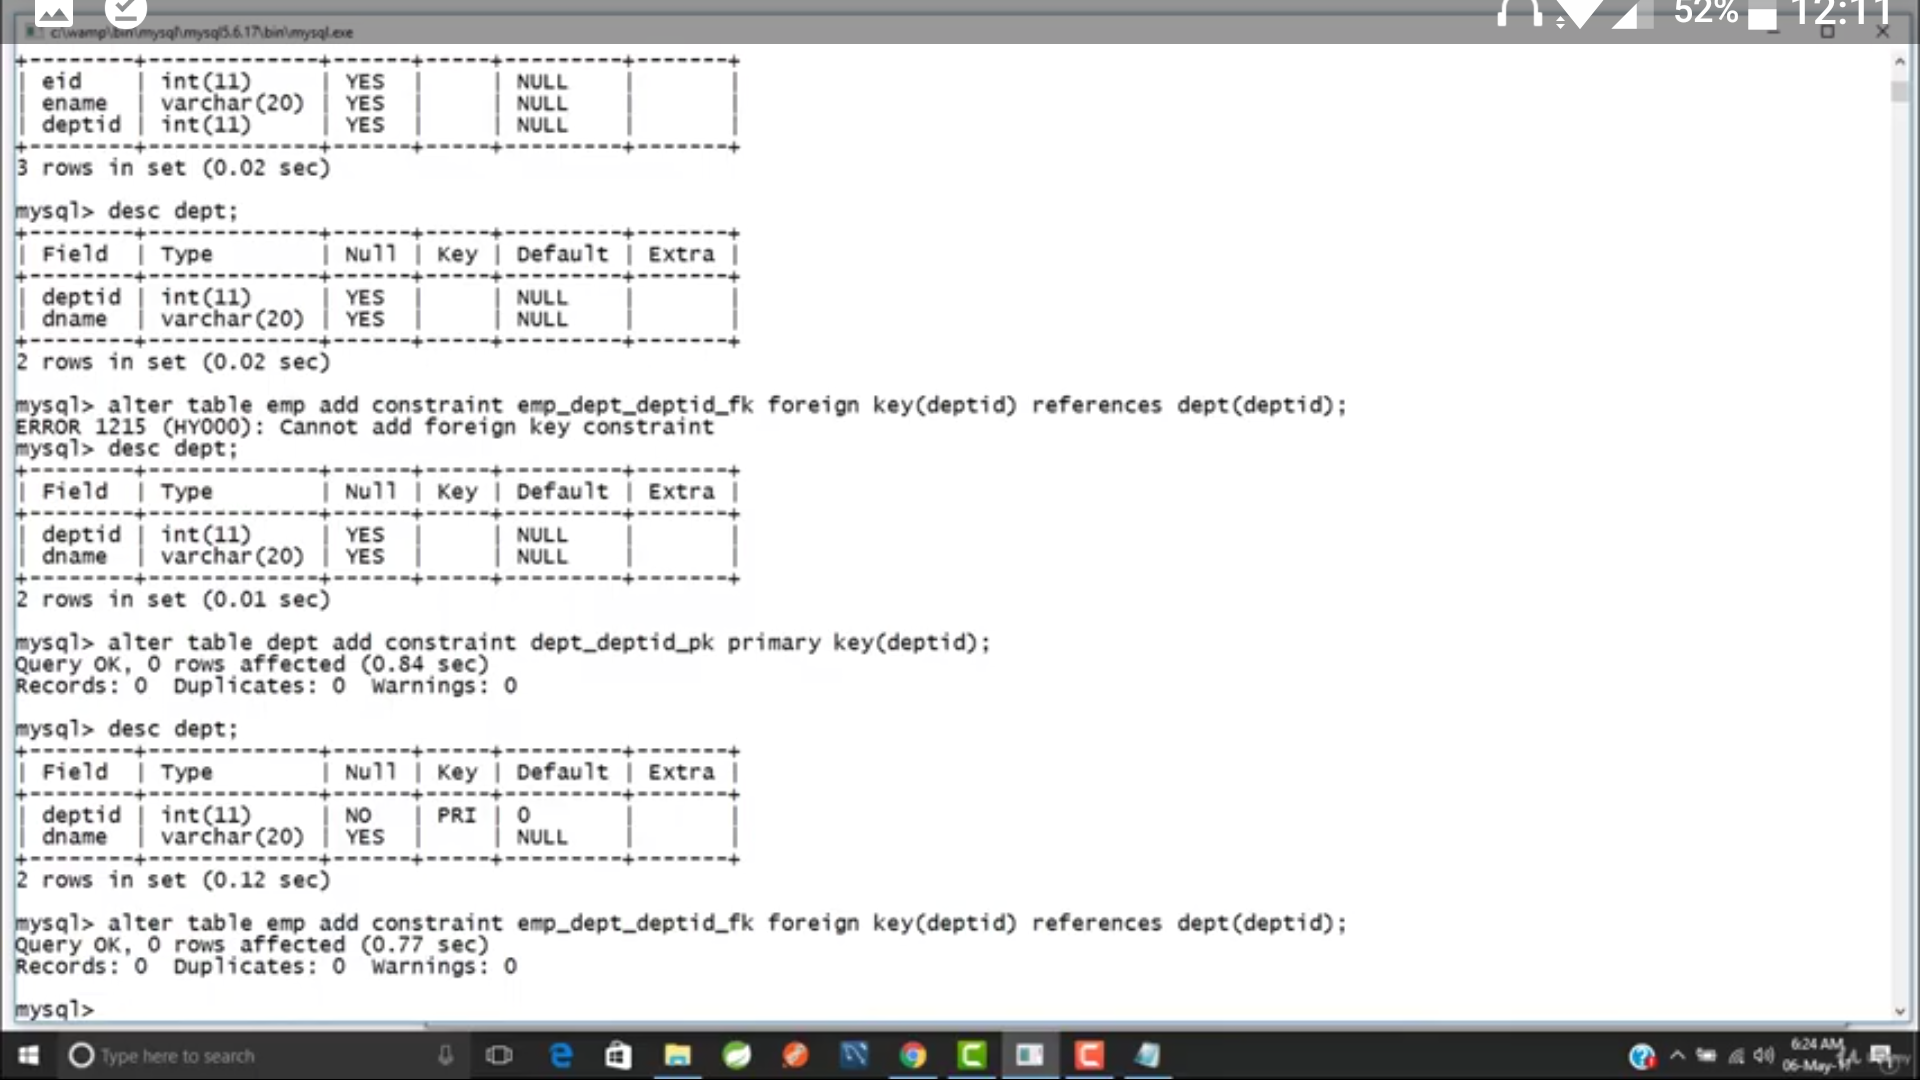 52% 12:11
c:\wamp\bin\mysql\mysql5.6.17\bin\mysql.exe
+--------+-------------+------+-----+---------+-------+
| eid | int(11) | YES | | NULL | |
| ename | varchar(20) | YES | | NULL | |
| deptid | int(11) | YES | | NULL | |
+--------+-------------+------+-----+---------+-------+
3 rows in set (0.02 sec)
mysql> desc dept;
+--------+-------------+------+-----+---------+-------+
| Field | Type | Null | Key | Default | Extra |
+--------+-------------+------+-----+---------+-------+
| deptid | int(11) | YES | | NULL | |
| dname | varchar(20) | YES | | NULL | |
+--------+-------------+------+-----+---------+-------+
2 rows in set (0.02 sec)
mysql> alter table emp add constraint emp_dept_deptid_fk foreign key(deptid) references dept(deptid);
ERROR 1215 (HY000): Cannot add foreign key constraint
mysql> desc dept;
+--------+-------------+------+-----+---------+-------+
| Field | Type | Null | Key | Default | Extra |
+--------+-------------+------+-----+---------+-------+
| deptid | int(11) | YES | | NULL | |
| dname | varchar(20) | YES | | NULL | |
+--------+-------------+------+-----+---------+-------+
2 rows in set (0.01 sec)
mysql> alter table dept add constraint dept_deptid_pk primary key(deptid);
Query OK, 0 rows affected (0.84 sec)
Records: 0 Duplicates: 0 Warnings: 0
mysql> desc dept;
+--------+-------------+------+-----+---------+-------+
| Field | Type | Null | Key | Default | Extra |
+--------+-------------+------+-----+---------+-------+
| deptid | int(11) | NO | PRI | 0 | |
| dname | varchar(20) | YES | | NULL | |
+--------+-------------+------+-----+---------+-------+
2 rows in set (0.12 sec)
mysql> alter table emp add constraint emp_dept_deptid_fk foreign key(deptid) references dept(deptid);
Query OK, 0 rows affected (0.77 sec)
Records: 0 Duplicates: 0 Warnings: 0
mysql>
Type here to search
6:24 AM